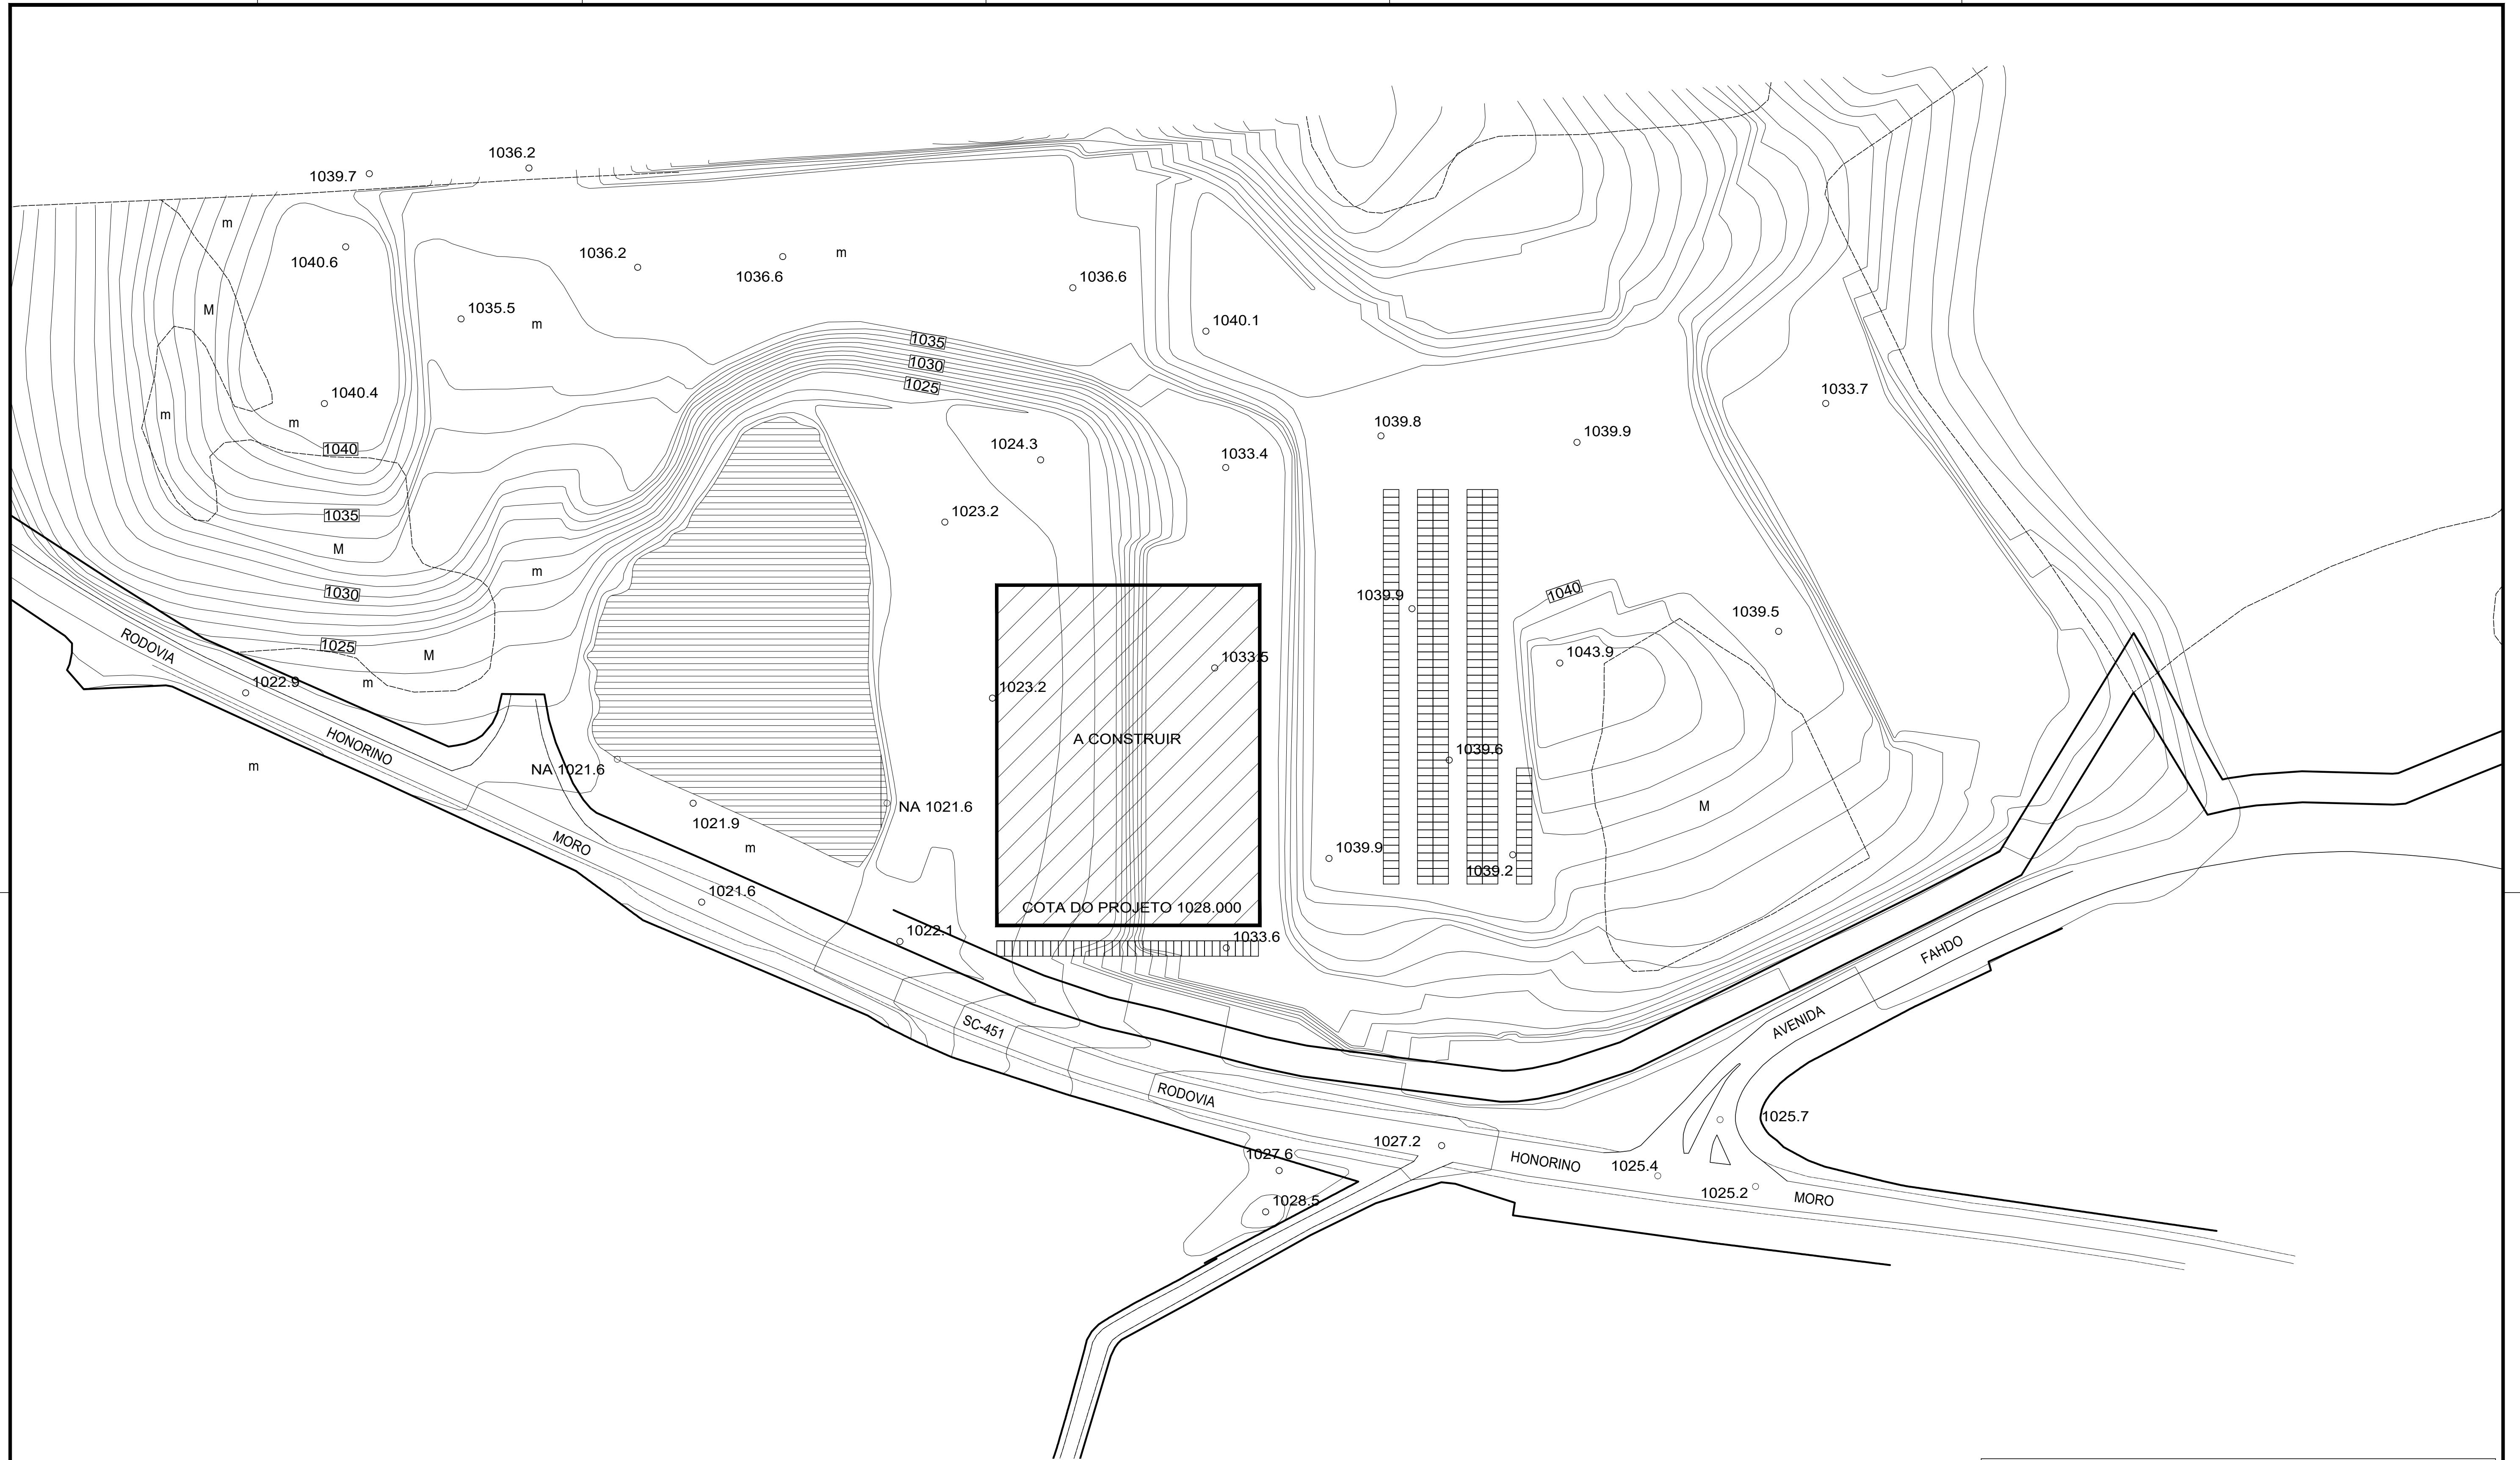 1036.2
1039.7
m
1040.6
1036.2
1036.6
m
1036.6
M
1035.5
m
1040.1
1035
1030
1025
1040.4
m
m
1033.7
1039.8
1039.9
1024.3
1033.4
1040
1035
1023.2
M
m
1030
1040
1039.9
1039.5
RODOVIA
1025
M
1043.9
1033.5
1022.9
m
1023.2
HONORINO
m
A CONSTRUIR
1039.6
NA 1021.6
NA 1021.6
M
1021.9
MORO
m
1039.9
1039.2
1021.6
COTA DO PROJETO 1028.000
1022.1
1033.6
FAHDO
AVENIDA
SC-451
RODOVIA
1025.7
1027.2
1027.6
HONORINO
1025.4
1025.2
MORO
1028.5